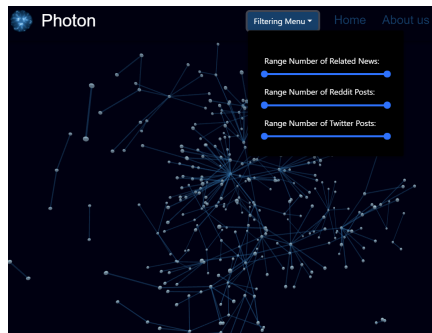 Photon
Filtering Menu
Home
About us
Range Number of Related News:
Range Number of Reddit Posts:
Range Number of Twitter Posts: